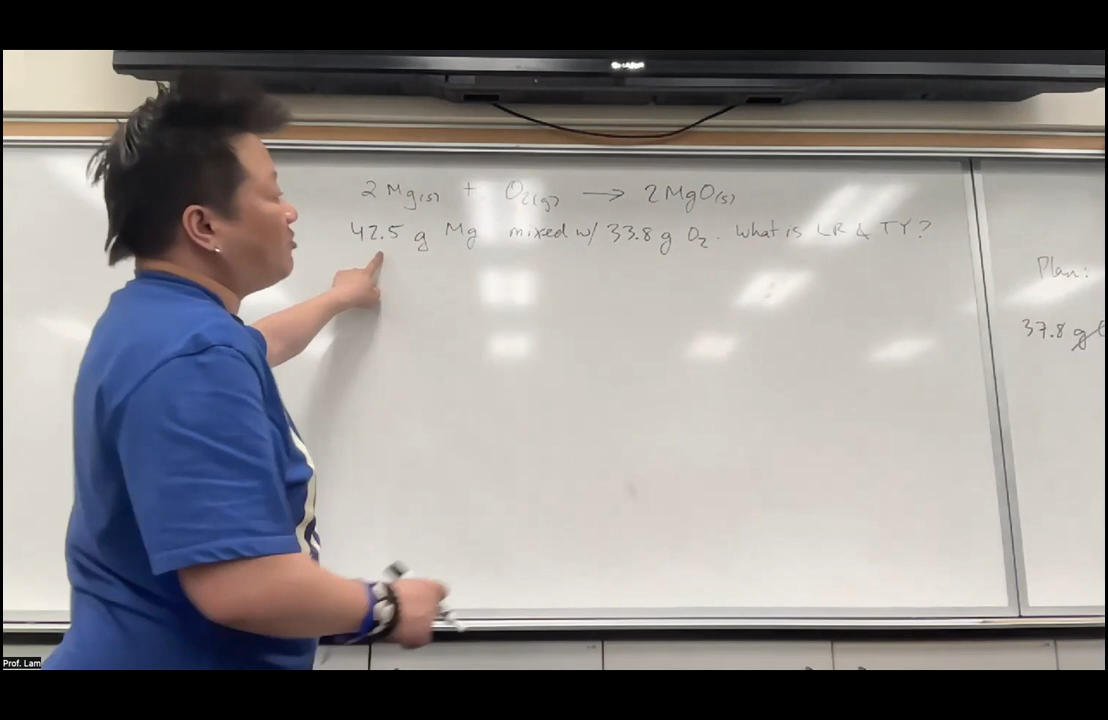 2 Mg(s) + O2(g) → 2 MgO(s)
42.5 g Mg mixed w/ 33.8 g O2. What is LR & TY?
Plan:
37.8 g
Prof. Lam